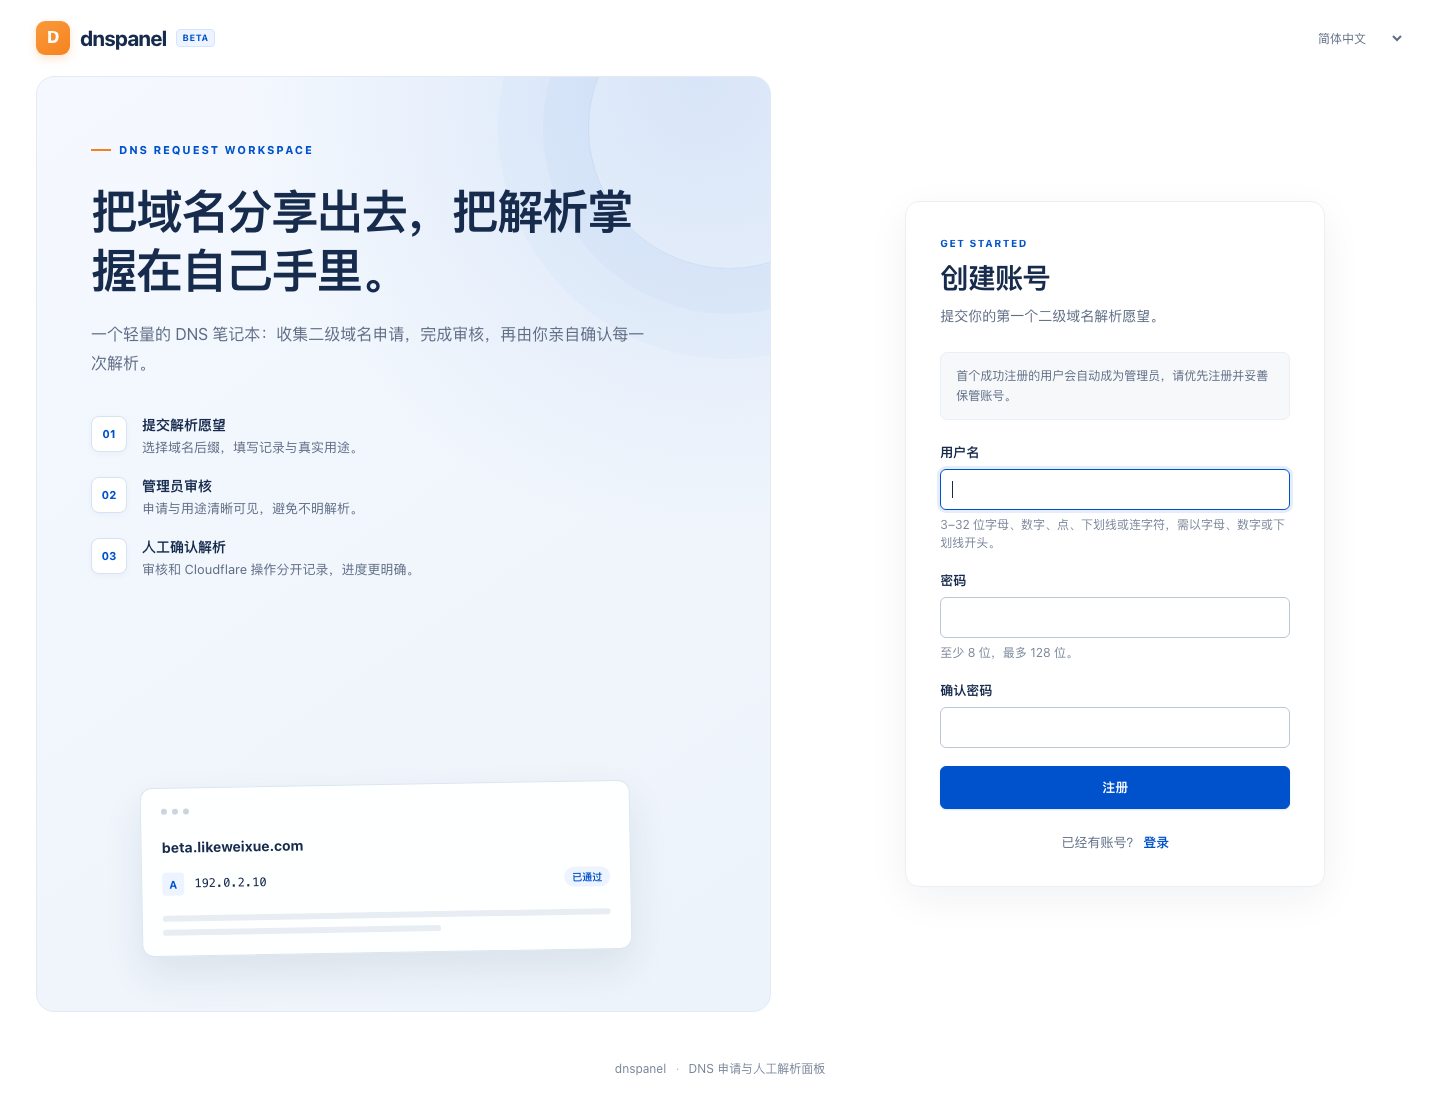 D dnspanel BETA
简体中文
DNS REQUEST WORKSPACE
把域名分享出去，把解析掌
握在自己手里。
一个轻量的 DNS 笔记本：收集二级域名申请，完成审核，再由你亲自确认每一
次解析。
01
提交解析愿望
选择域名后缀，填写记录与真实用途。
02
管理员审核
申请与用途清晰可见，避免不明解析。
03
人工确认解析
审核和 Cloudflare 操作分开记录，进度更明确。
beta.likeweixue.com
A 192.0.2.10 已通过
GET STARTED
创建账号
提交你的第一个二级域名解析愿望。
首个成功注册的用户会自动成为管理员，请优先注册并妥善
保管账号。
用户名
3–32 位字母、数字、点、下划线或连字符，需以字母、数字或下
划线开头。
密码
至少 8 位，最多 128 位。
确认密码
注册
已经有账号？ 登录
dnspanel · DNS 申请与人工解析面板